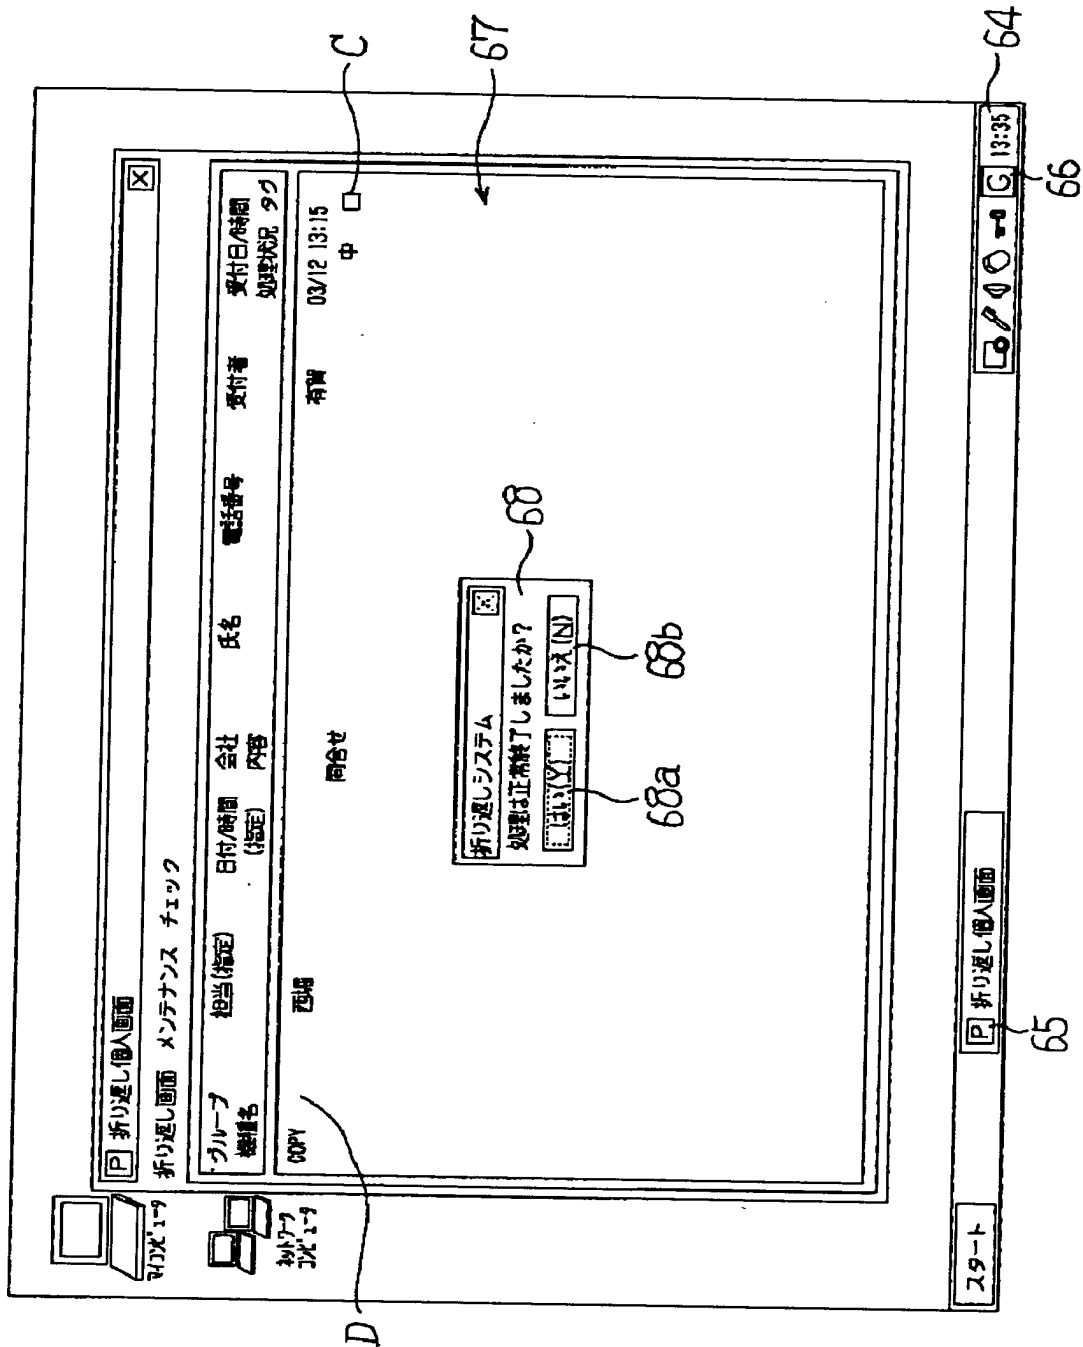 マイコンピュータ
ネットワーク
コンピュータ
P 折り返し個人画面 X
折り返し画面 メンテナンス チェック
グループ 担当(指定) 日付/時間 会社 氏名 電話番号 受付者 受付日/時間
機種名 (指定) 内容 処理状況 タグ
COPY 西堀 有賀 03/12 13:15
問合せ 中
折り返しシステム X
処理は正常終了しましたか?
はい(Y) いいえ(N)
スタート P 折り返し個人画面 G 13:35
C
67
64
66
68
68a
68b
65
D